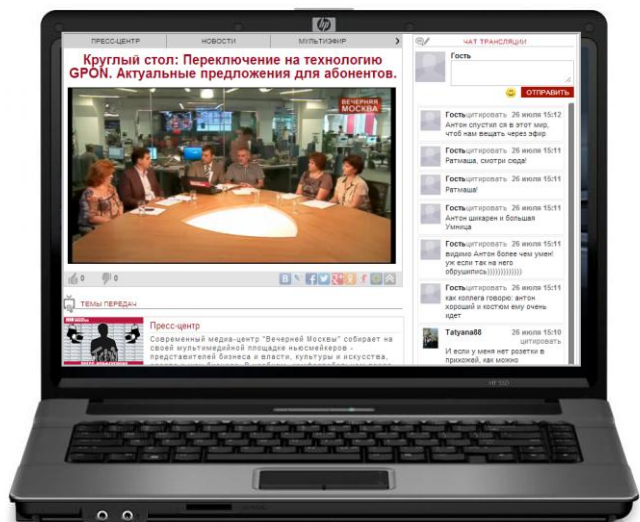 hp
ПРЕСС-ЦЕНТР
НОВОСТИ
МУЛЬТИЭФИР
Круглый стол: Переключение на технологию
GPON. Актуальные предложения для абонентов.
ВЕЧЕРНЯЯ
МОСКВА
0
0
ТЕМЫ ПЕРЕДАЧ
Пресс-центр
Современный медиа-центр "Вечерней Москвы" собирает на
своей мультимедийной площадке ньюсмейкеров -
представителей бизнеса и власти, культуры и искусства,
ЧАТ ТРАНСЛЯЦИИ
Гость
ОТПРАВИТЬ
Гость цитировать 26 июля 15:12
Антон спустил ся в этот мир,
чтоб нам вещать через эфир
Гость цитировать 26 июля 15:11
Ратмаша, смотри сюда!
Гость цитировать 26 июля 15:11
Ратмаша!
Гость цитировать 26 июля 15:11
Антон шикарен и большая
Умница
Гость цитировать 26 июля 15:11
видимо Антон более чем умен!
уж если так на него
обрушились))))))))))))))
Гость цитировать 26 июля 15:11
как коллега говорю: антон
хороший и костюм ему очень
идет
Tatyana88 26 июля 15:10
цитировать
И если у меня нет розетки в
прихожей, как можно